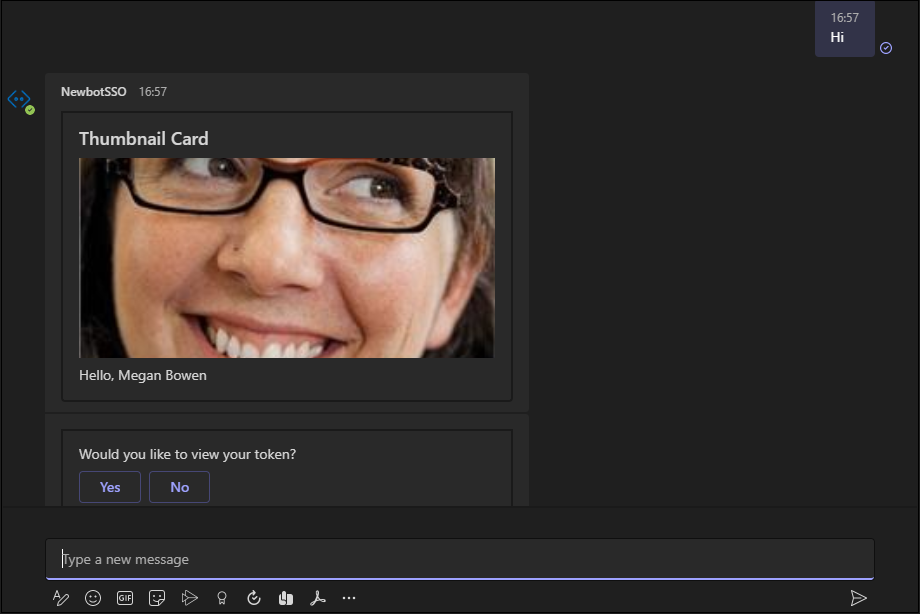 16:57
Hi
NewbotSSO 16:57
Thumbnail Card
Hello, Megan Bowen
Would you like to view your token?
Yes No
Type a new message
GIF